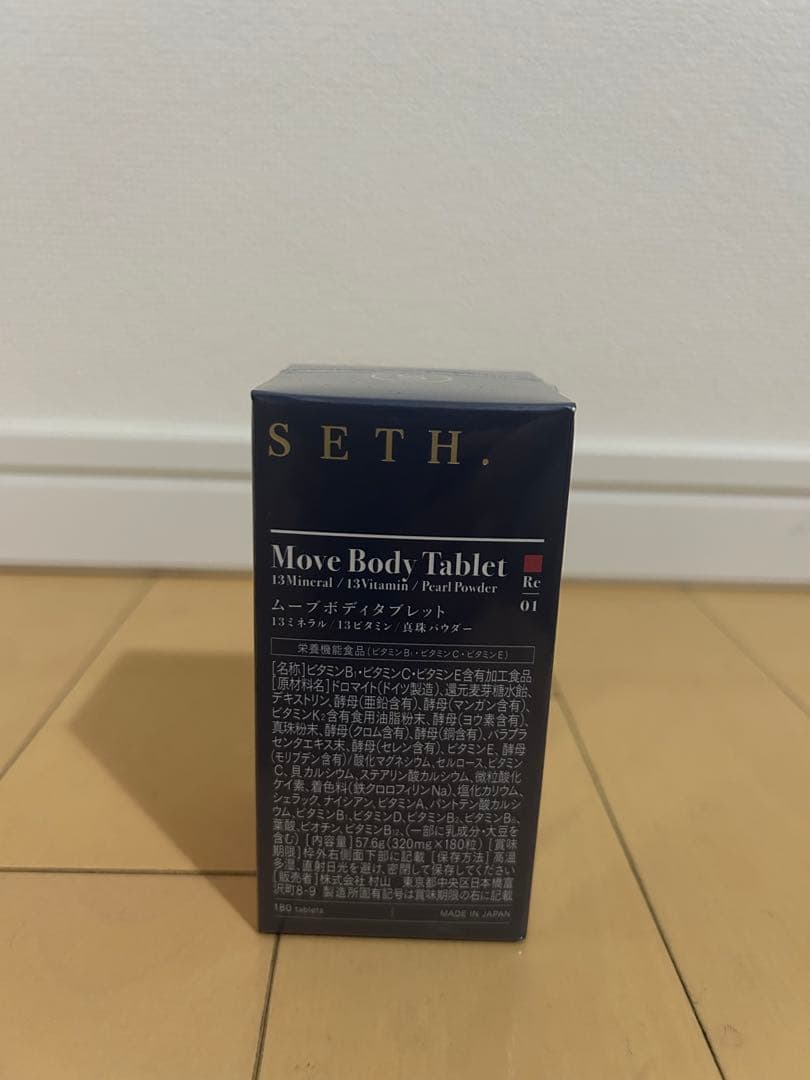 SETH.
Move Body Tablet
13Mineral / 13Vitamin / Pearl Powder
Re
01
ムーブボディタブレット
13ミネラル/13ビタミン/真珠パウダー
栄養機能食品(ビタミンB₁・ビタミンC・ビタミンE)
[名称]ビタミンB₁・ビタミンC・ビタミンE含有加工食品
[原材料名]ドロマイト(ドイツ製造)、還元麦芽糖水飴、
デキストリン、酵母(亜鉛含有)、酵母(マンガン含有)、
ビタミンK₂含有食用油脂粉末、酵母(ヨウ素含有)、
真珠粉末、酵母(クロム含有)、酵母(銅含有)、バラプラ
センタエキス末、酵母(セレン含有)、ビタミンE、酵母
(モリブデン含有)/酸化マグネシウム、セルロース、ビタミン
C、貝カルシウム、ステアリン酸カルシウム、微粒酸化
ケイ素、着色料(鉄クロロフィリンNa)、塩化カリウム、
シェラック、ナイシアン、ビタミンA、パントテン酸カルシ
ウム、ビタミンB₁、ビタミンD、ビタミンB₂、ビタミンB₆、
葉酸、ビオチン、ビタミンB₁₂、(一部に乳成分・大豆を
含む) [内容量]57.6g(320mg×180粒) [賞味
期限]枠外右側面下部に記載 [保存方法]高温
多湿、直射日光を避け、密閉して保存してください
[販売者]株式会社 村山 東京都中央区日本橋富
沢町8-9 製造所固有記号は賞味期限の右に記載
180 tablets
MADE IN JAPAN